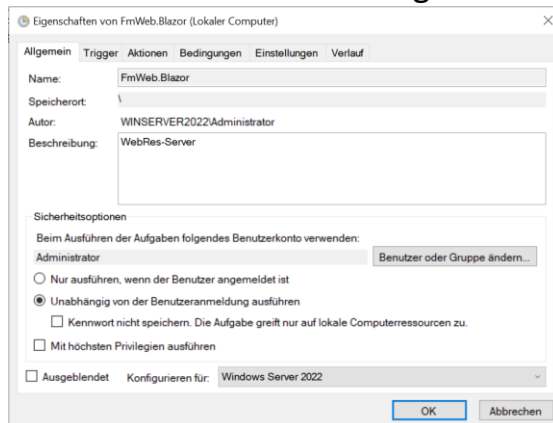 Eigenschaften von FmWeb.Blazor (Lokaler Computer)
Allgemein Trigger Aktionen Bedingungen Einstellungen Verlauf
Name: FmWeb.Blazor
Speicherort: \
Autor: WINSERVER2022\Administrator
Beschreibung: WebRes-Server
Sicherheitsoptionen
Beim Ausführen der Aufgaben folgendes Benutzerkonto verwenden:
Administrator Benutzer oder Gruppe ändern...
Nur ausführen, wenn der Benutzer angemeldet ist
Unabhängig von der Benutzeranmeldung ausführen
Kennwort nicht speichern. Die Aufgabe greift nur auf lokale Computerressourcen zu.
Mit höchsten Privilegien ausführen
Ausgeblendet Konfigurieren für: Windows Server 2022
OK Abbrechen